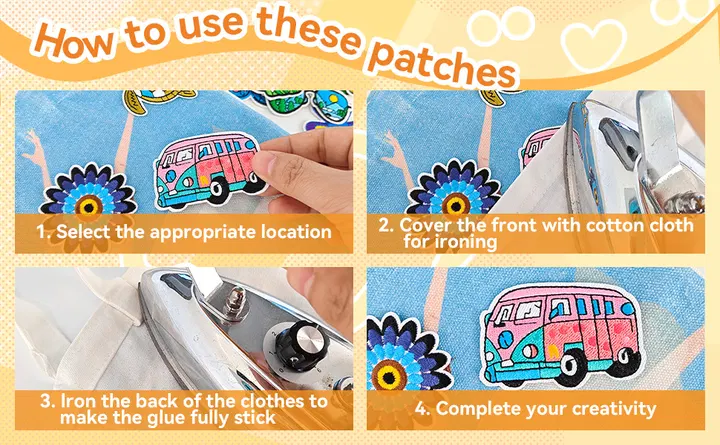 How to use these patches
1. Select the appropriate location
2. Cover the front with cotton cloth
for ironing
3. Iron the back of the clothes to
make the glue fully stick
4. Complete your creativity